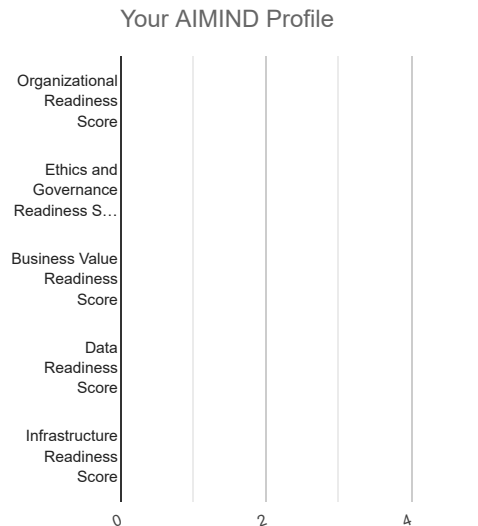 Your AIMIND Profile
Organizational
Readiness
Score
Ethics and
Governance
Readiness S...
Business Value
Readiness
Score
Data
Readiness
Score
Infrastructure
Readiness
Score
0 2 4